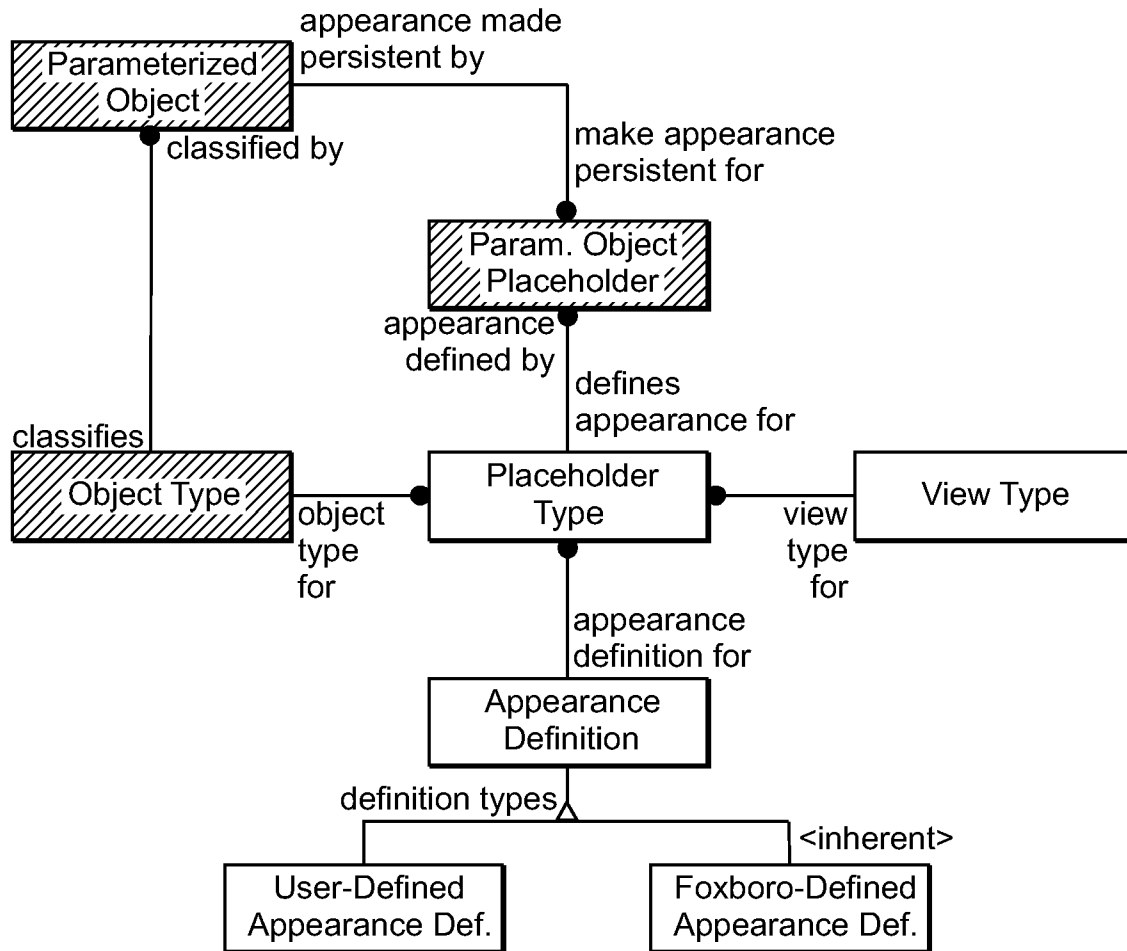 appearance made
persistent by
Parameterized
Object
classified by
make appearance
persistent for
Param. Object
Placeholder
appearance
defined by
defines
appearance for
classifies
Object Type
object
type
for
Placeholder
Type
view
type
for
View Type
appearance
definition for
Appearance
Definition
definition types
<inherent>
User-Defined
Appearance Def.
Foxboro-Defined
Appearance Def.